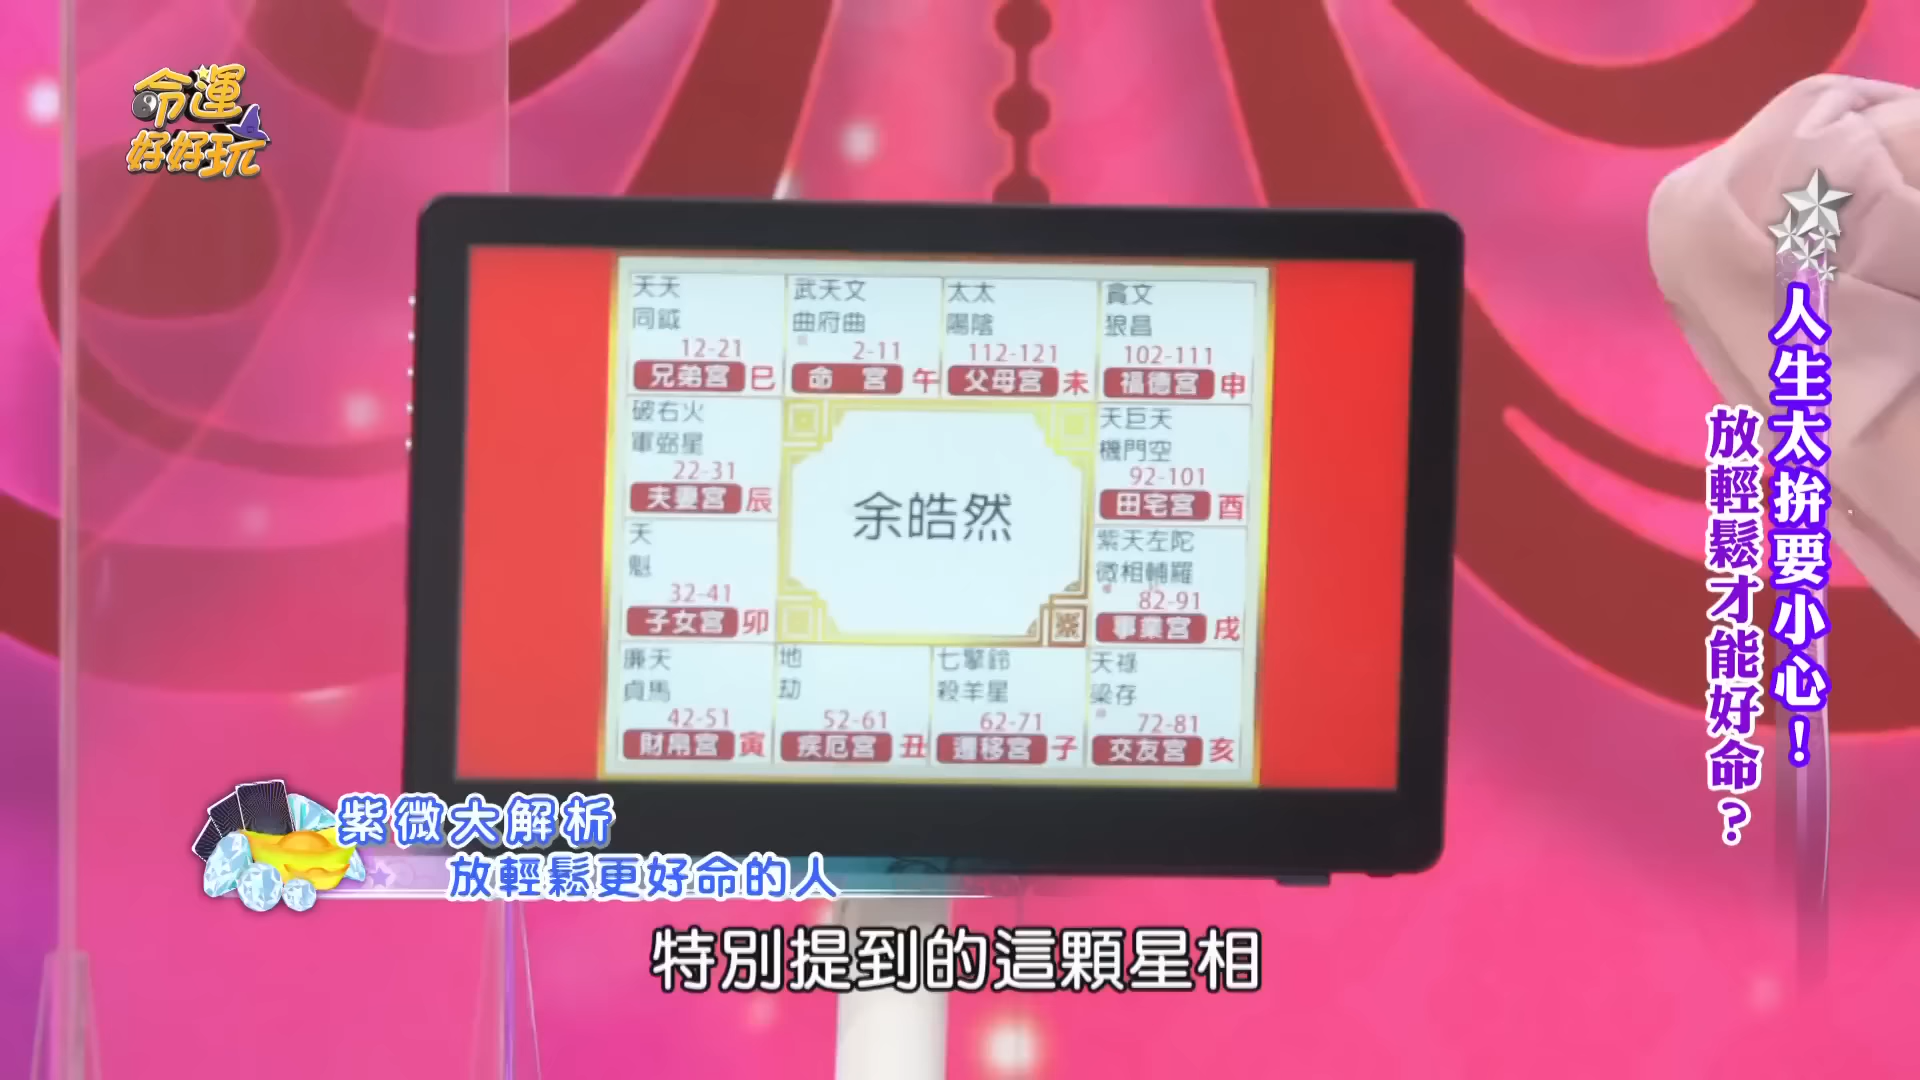 命運
好好玩
天天
同鉞
12-21
兄弟宮 巳
武天文
曲府曲
2-11
命 宮 午
太太
陽陰
112-121
父母宮 未
貪文
狼昌
102-111
福德宮 申
破右火
軍弼星
22-31
夫妻宮 辰
天巨天
機門空
92-101
田宅宮 酉
余皓然
天
魁
32-41
子女宮 卯
紫天左陀
微相輔羅
82-91
事業宮 戌
廉天
貞馬
42-51
財帛宮 寅
地
劫
52-61
疾厄宮 丑
七擎鈴
殺羊星
62-71
遷移宮 子
天祿
梁存
72-81
交友宮 亥
人生太拚要小心！
放輕鬆才能好命？
紫微大解析
放輕鬆更好命的人
特別提到的這顆星相